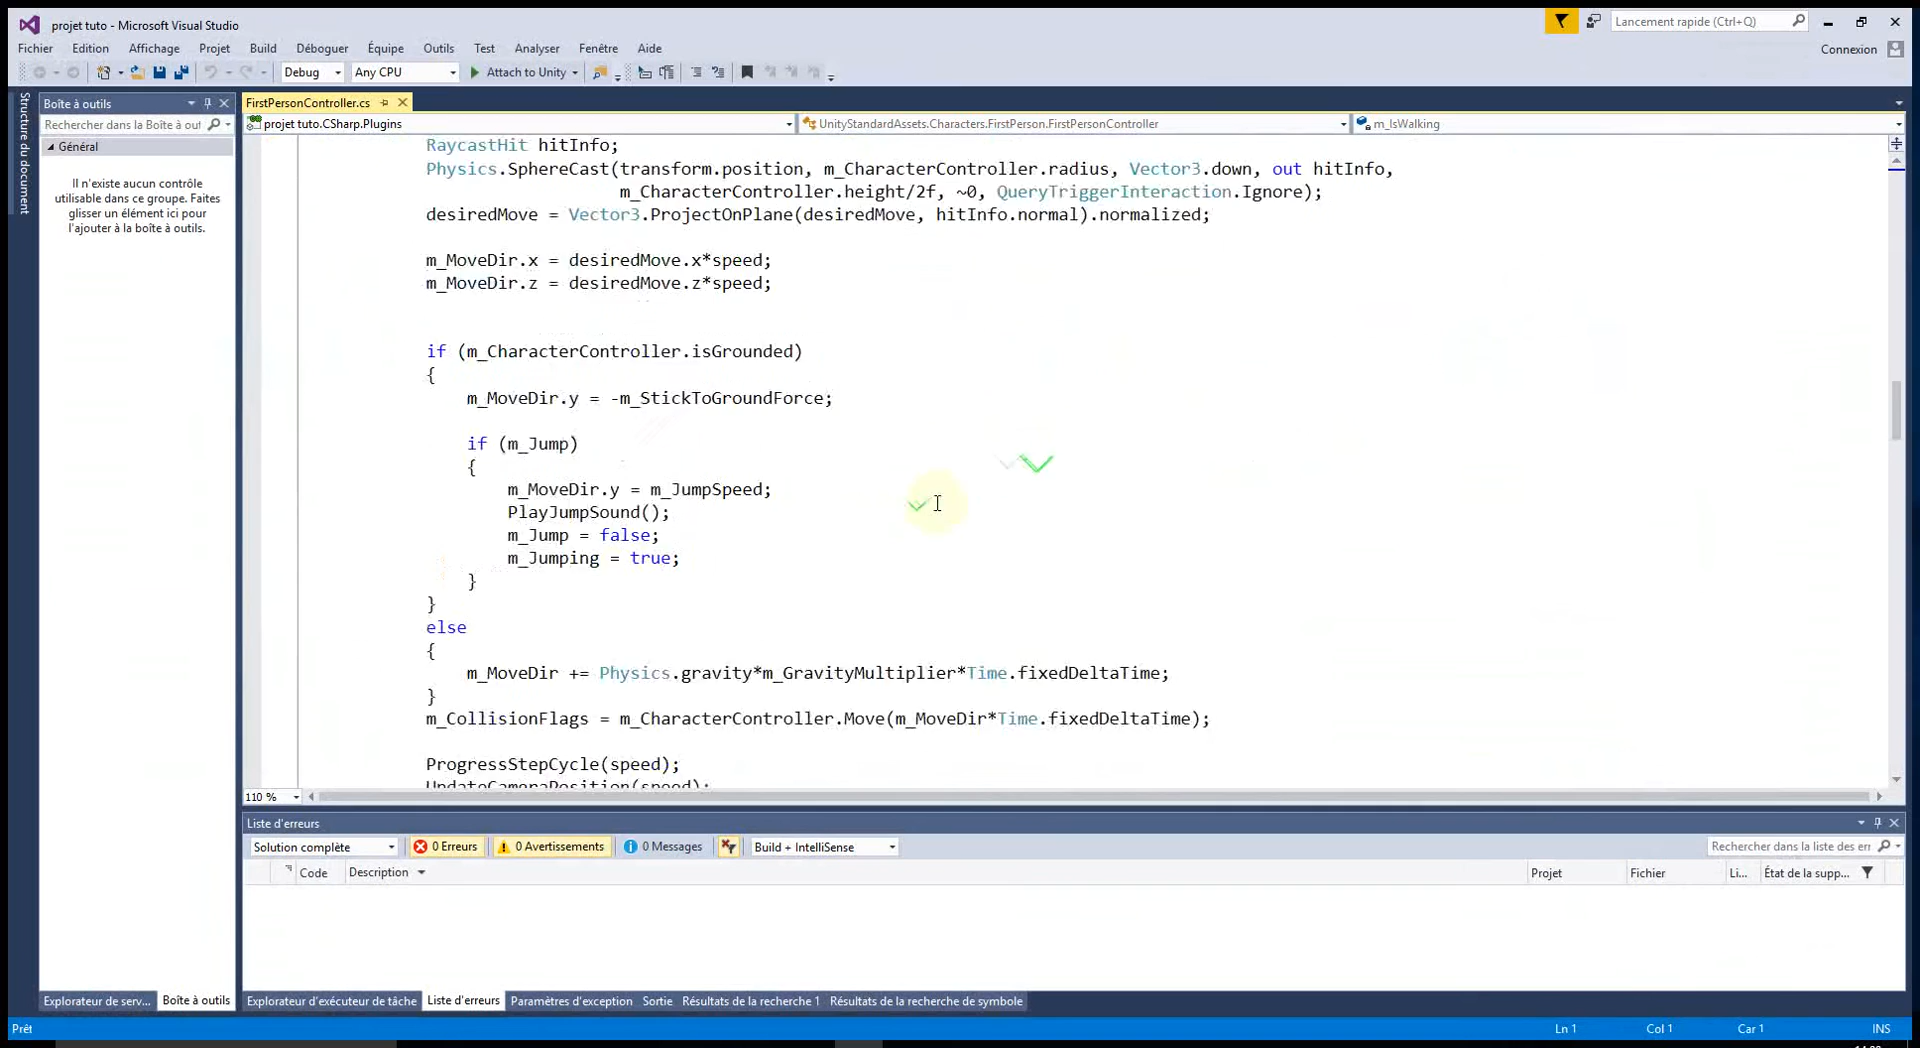 projet tuto - Microsoft Visual Studio
Lancement rapide (Ctrl+Q)
Fichier Edition Affichage Projet Build Déboguer Équipe Outils Test Analyser Fenêtre Aide
Connexion
Debug Any CPU Attach to Unity
Structure du document
Boîte à outils
Rechercher dans la Boîte à out
Général
Il n'existe aucun contrôle
utilisable dans ce groupe. Faites
glisser un élément ici pour
l'ajouter à la boîte à outils.
FirstPersonController.cs
projet tuto.CSharp.Plugins
UnityStandardAssets.Characters.FirstPerson.FirstPersonController
m_IsWalking
RaycastHit hitInfo;
Physics.SphereCast(transform.position, m_CharacterController.radius, Vector3.down, out hitInfo,
m_CharacterController.height/2f, ~0, QueryTriggerInteraction.Ignore);
desiredMove = Vector3.ProjectOnPlane(desiredMove, hitInfo.normal).normalized;
m_MoveDir.x = desiredMove.x*speed;
m_MoveDir.z = desiredMove.z*speed;
if (m_CharacterController.isGrounded)
{
m_MoveDir.y = -m_StickToGroundForce;
if (m_Jump)
{
m_MoveDir.y = m_JumpSpeed;
PlayJumpSound();
m_Jump = false;
m_Jumping = true;
}
}
else
{
m_MoveDir += Physics.gravity*m_GravityMultiplier*Time.fixedDeltaTime;
}
m_CollisionFlags = m_CharacterController.Move(m_MoveDir*Time.fixedDeltaTime);
ProgressStepCycle(speed);
UpdateCameraPosition(speed);
110 %
Liste d'erreurs
Solution complète 0 Erreurs 0 Avertissements 0 Messages Build + IntelliSense
Rechercher dans la liste des err
Code Description Projet Fichier Li... État de la supp...
Explorateur de serv... Boîte à outils
Explorateur d'exécuteur de tâche Liste d'erreurs Paramètres d'exception Sortie Résultats de la recherche 1 Résultats de la recherche de symbole
Prêt Ln 1 Col 1 Car 1 INS